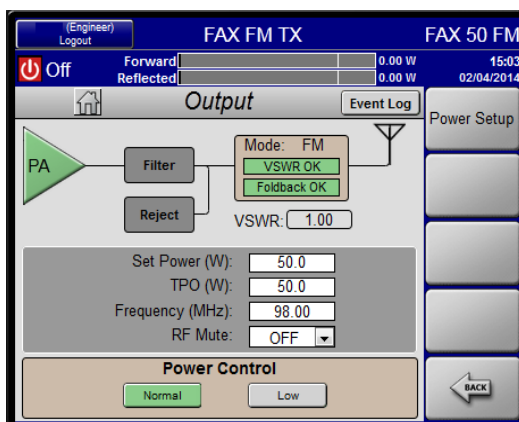 (Engineer)
Logout
FAX FM TX
FAX 50 FM
Off
Forward
0.00 W
Reflected
0.00 W
15:03
02/04/2014
Output
Event Log
Power Setup
PA
Filter
Reject
Mode: FM
VSWR OK
Foldback OK
VSWR: 1.00
Set Power (W): 50.0
TPO (W): 50.0
Frequency (MHz): 98.00
RF Mute: OFF
Power Control
Normal
Low
BACK